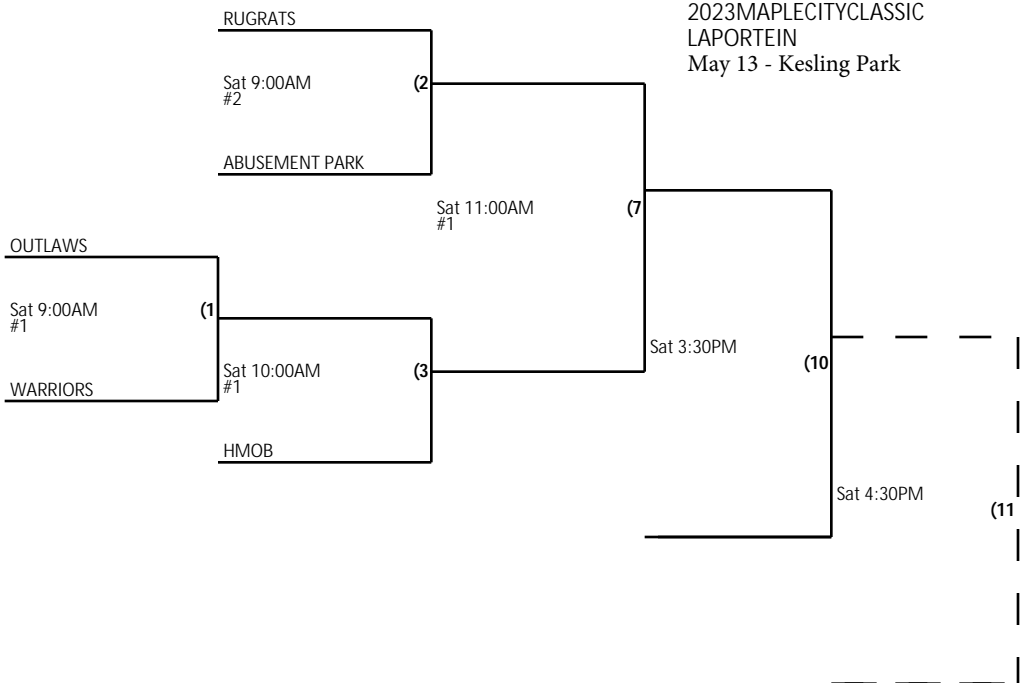 RUGRATS
2023MAPLECITYCLASSIC
LAPORTEIN
May 13 - Kesling Park
Sat 9:00AM
#2
(2
ABUSEMENT PARK
Sat 11:00AM
#1
(7
OUTLAWS
Sat 9:00AM
#1
(1
Sat 3:30PM
(10
Sat 10:00AM
#1
(3
WARRIORS
HMOB
Sat 4:30PM
(11